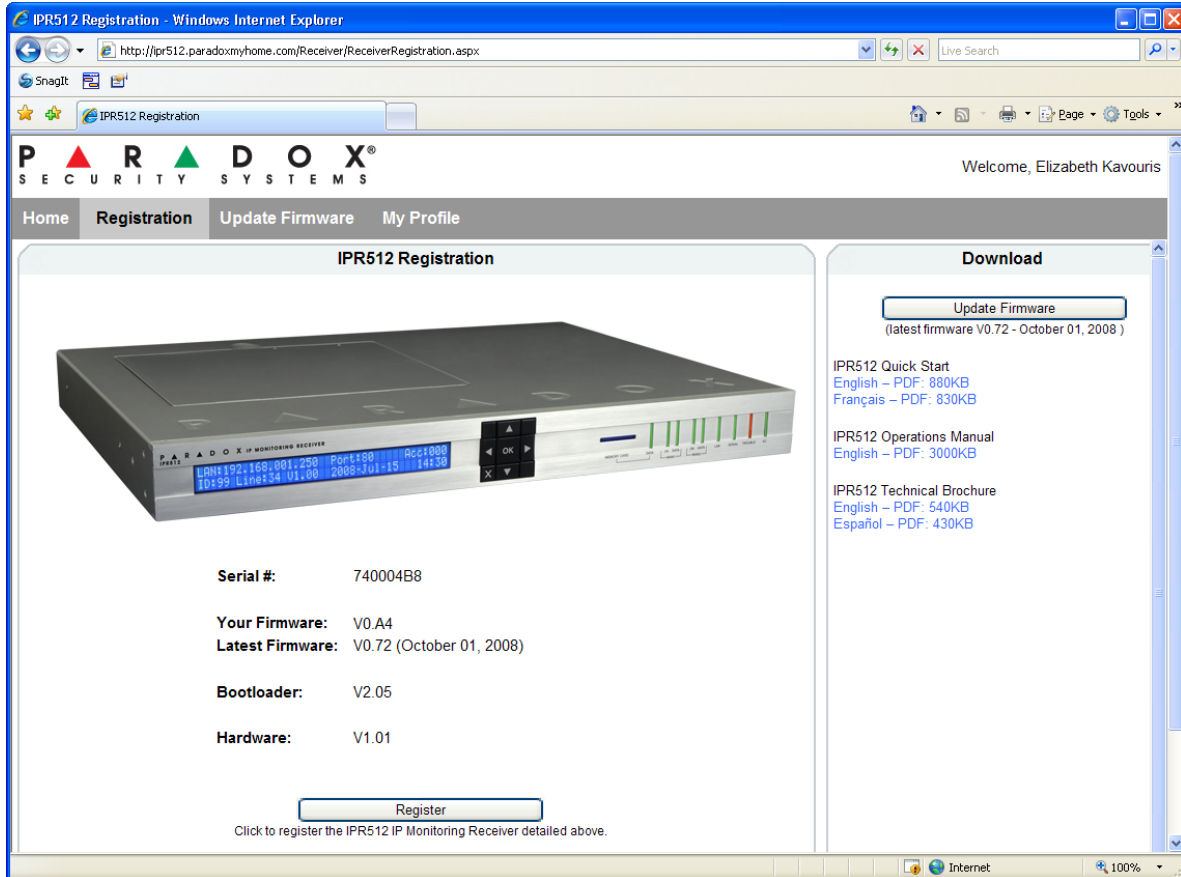 IPR512 Registration - Windows Internet Explorer
http://ipr512.paradoxmyhome.com/Receiver/ReceiverRegistration.aspx
Live Search
SnagIt
IPR512 Registration
Page
Tools
PARADOX®
SECURITY SYSTEMS
Welcome, Elizabeth Kavouris
Home
Registration
Update Firmware
My Profile
IPR512 Registration
PARADOX IP MONITORING RECEIVER
IPR512
LAN:192.168.001.250 Port:80 Acc:000
ID:99 Line:34 V1.00 2008-Jul-15 14:30
OK
X
MEMORY CARD
PARADOX
Serial #: 740004B8
Your Firmware: V0.A4
Latest Firmware: V0.72 (October 01, 2008)
Bootloader: V2.05
Hardware: V1.01
Register
Click to register the IPR512 IP Monitoring Receiver detailed above.
Download
Update Firmware
(latest firmware V0.72 - October 01, 2008 )
IPR512 Quick Start
English – PDF: 880KB
Français – PDF: 830KB
IPR512 Operations Manual
English – PDF: 3000KB
IPR512 Technical Brochure
English – PDF: 540KB
Español – PDF: 430KB
Internet
100%